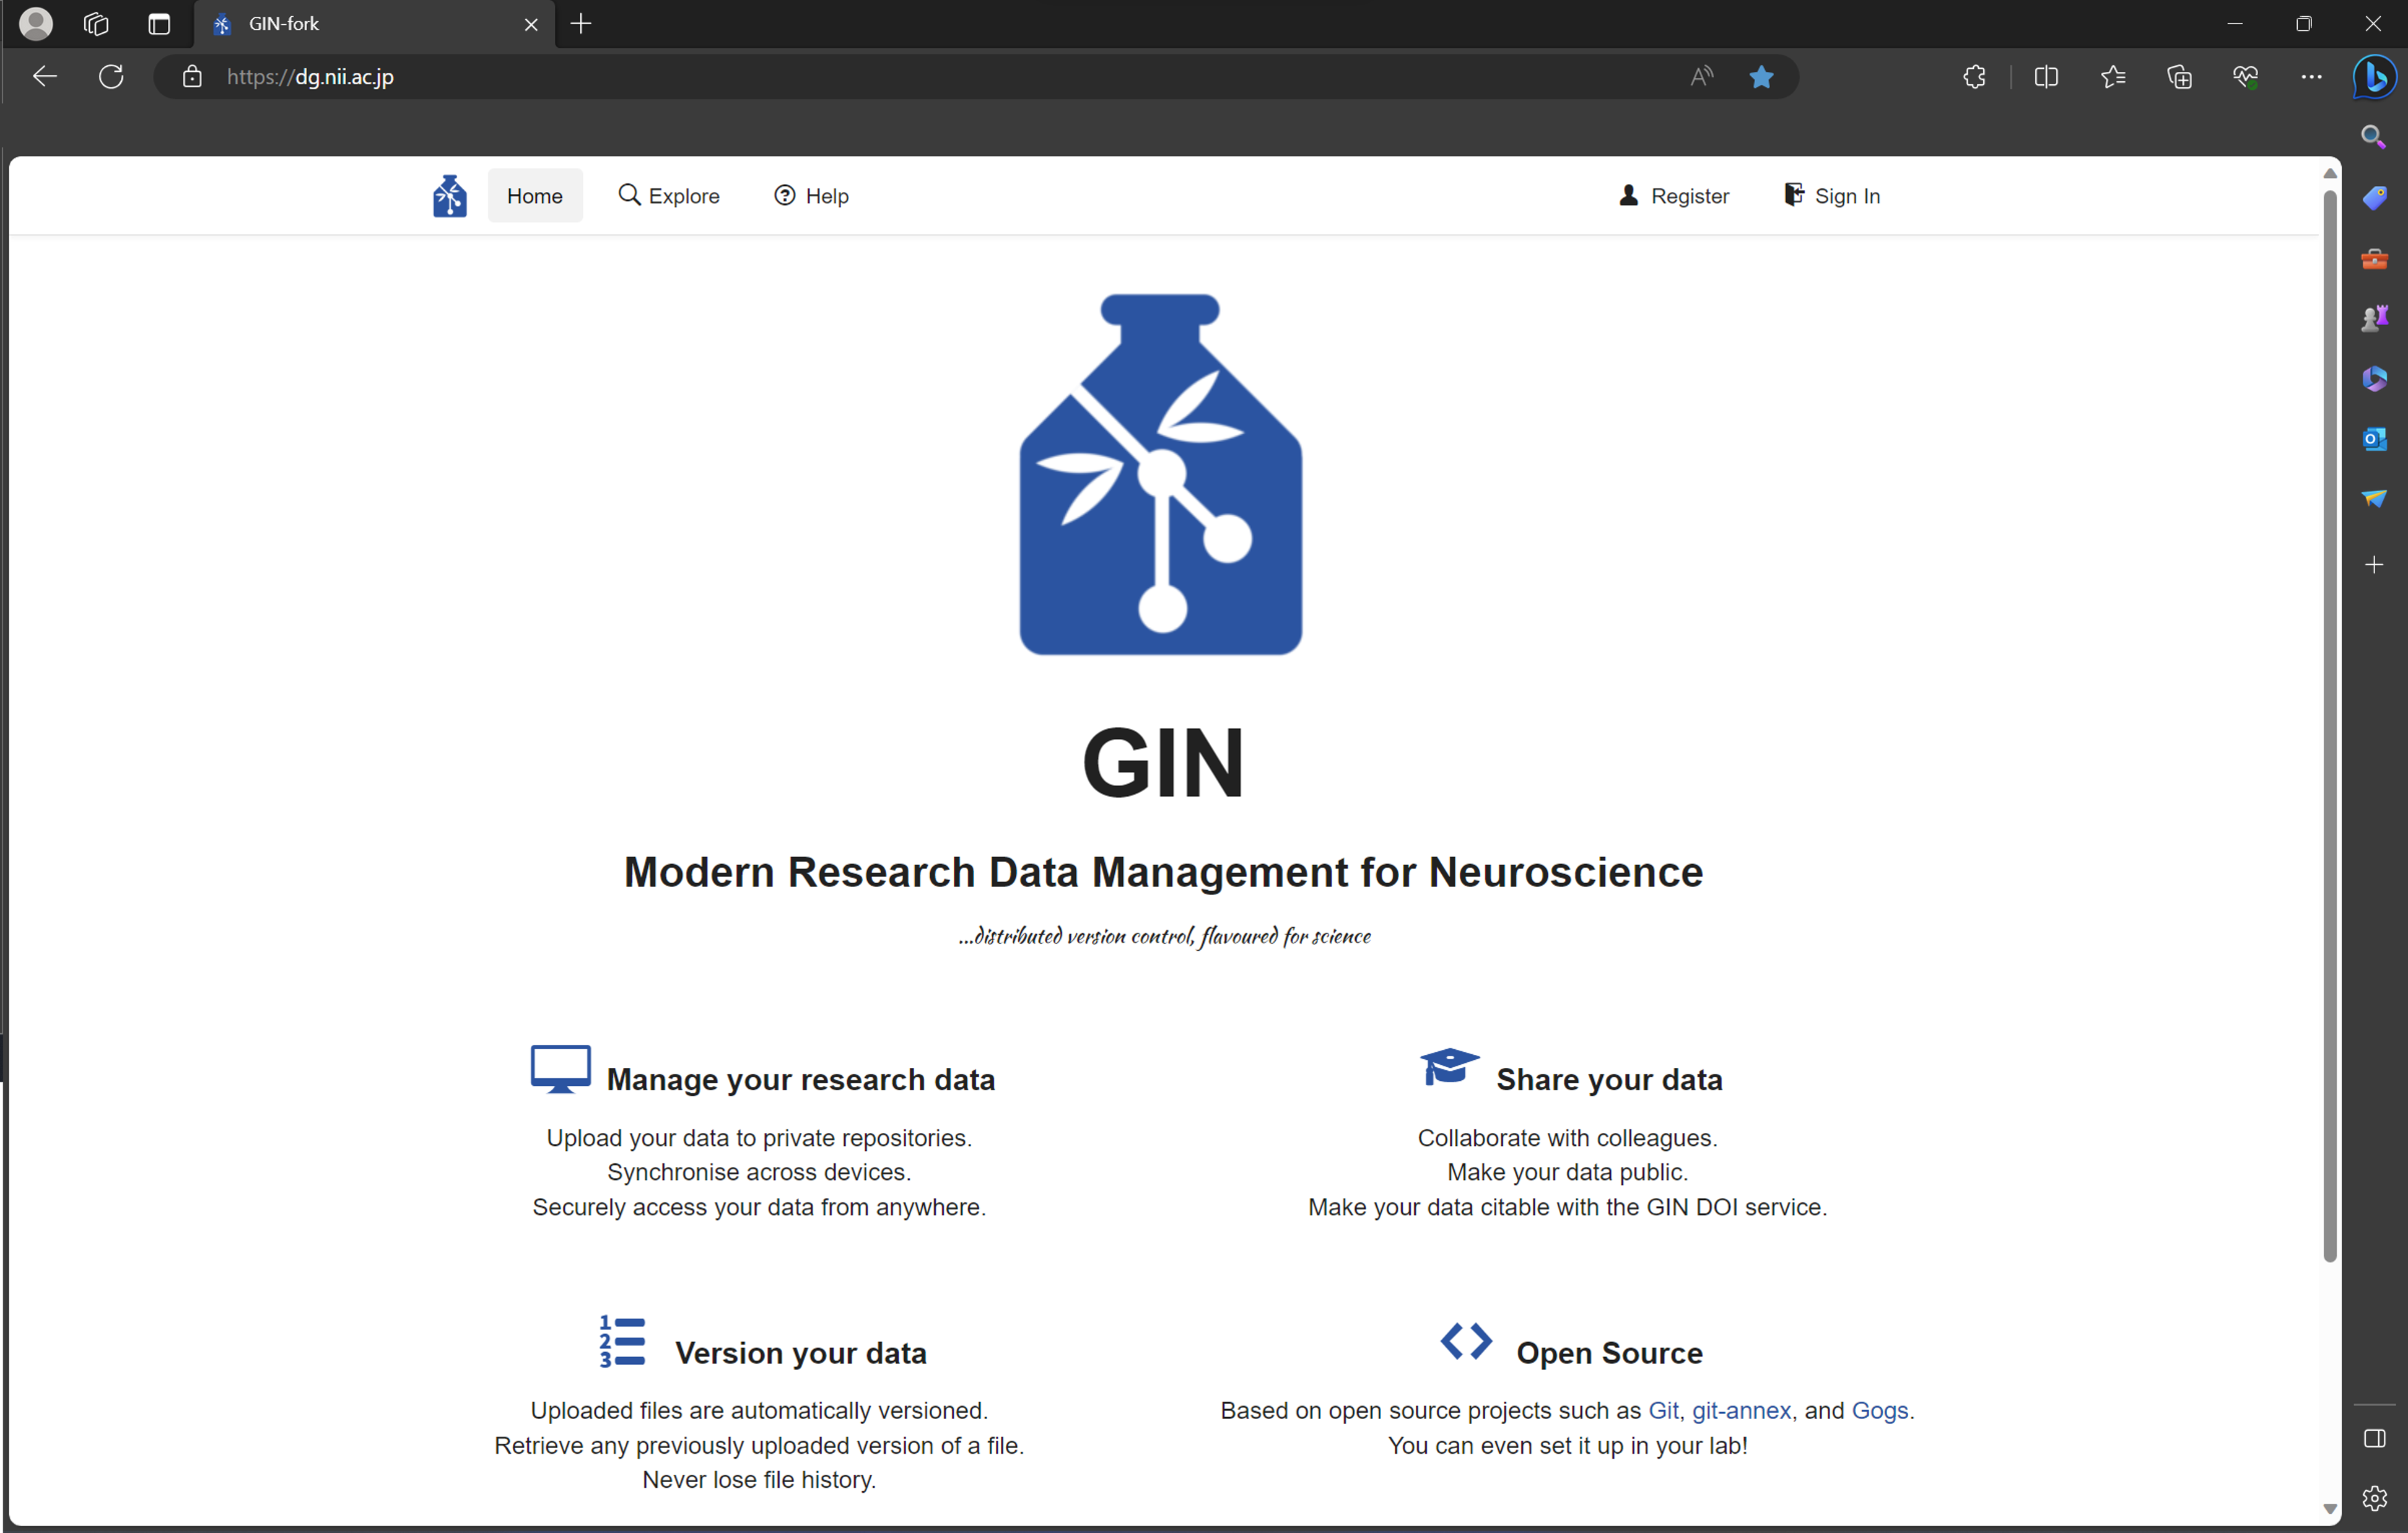 GIN-fork
https://dg.nii.ac.jp
Home
Explore
Help
Register
Sign In
GIN
Modern Research Data Management for Neuroscience
...distributed version control, flavoured for science
Manage your research data
Upload your data to private repositories.
Synchronise across devices.
Securely access your data from anywhere.
Share your data
Collaborate with colleagues.
Make your data public.
Make your data citable with the GIN DOI service.
1
2
3
Version your data
Uploaded files are automatically versioned.
Retrieve any previously uploaded version of a file.
Never lose file history.
Open Source
Based on open source projects such as Git, git-annex, and Gogs.
You can even set it up in your lab!